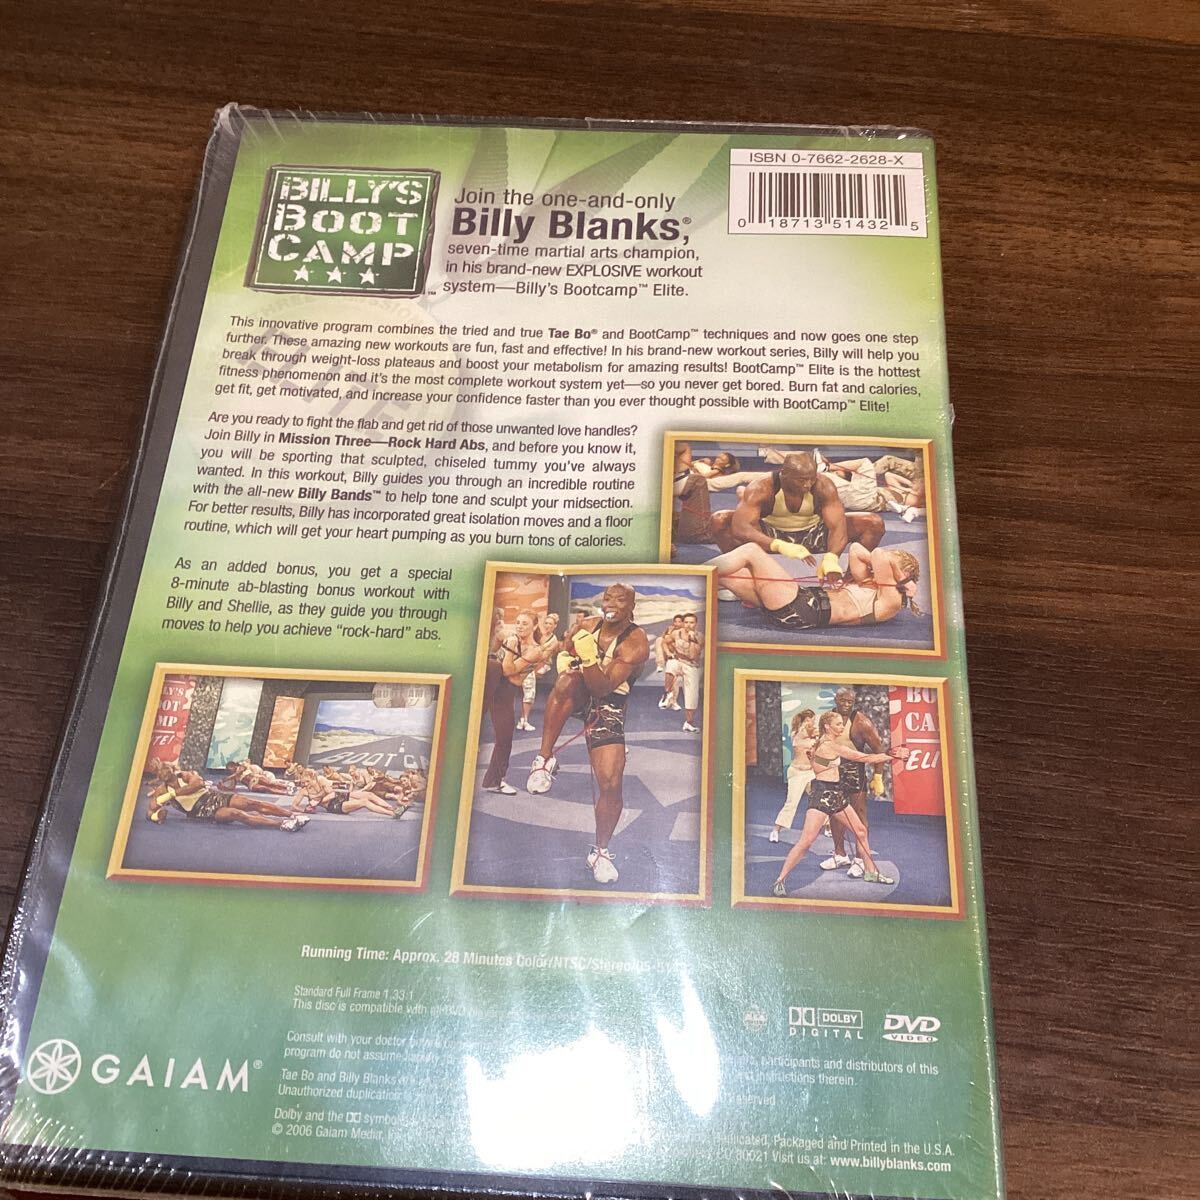 ISBN 0-7662-2628-X
0 18713 51432 5
BILLY'S
BOOT
CAMP
™
Join the one-and-only
Billy Blanks,®
seven-time martial arts champion,
in his brand-new EXPLOSIVE workout
system—Billy's Bootcamp™ Elite.
ELITE
This innovative program combines the tried and true Tae Bo® and BootCamp™ techniques and now goes one step
further. These amazing new workouts are fun, fast and effective! In his brand-new workout series, Billy will help you
break through weight-loss plateaus and boost your metabolism for amazing results! BootCamp™ Elite is the hottest
fitness phenomenon and it's the most complete workout system yet—so you never get bored. Burn fat and calories,
get fit, get motivated, and increase your confidence faster than you ever thought possible with BootCamp™ Elite!
Are you ready to fight the flab and get rid of those unwanted love handles?
Join Billy in Mission Three—Rock Hard Abs, and before you know it,
you will be sporting that sculpted, chiseled tummy you've always
wanted. In this workout, Billy guides you through an incredible routine
with the all-new Billy Bands™ to help tone and sculpt your midsection.
For better results, Billy has incorporated great isolation moves and a floor
routine, which will get your heart pumping as you burn tons of calories.
As an added bonus, you get a special
8-minute ab-blasting bonus workout with
Billy and Shellie, as they guide you through
moves to help you achieve "rock-hard" abs.
LY'S
OOT
MP
BOOT CAMP
BOOT C
BO
CA
ELI
Running Time: Approx. 28 Minutes Color/NTSC/Stereo
Standard Full Frame 1.33:1
This disc is compatible with
DOLBY
DIGITAL
DVD
VIDEO
GAIAM®
Consult with your doctor
participants and distributors of this
program do not assume
instructions therein.
Tae Bo and Billy Blanks
Unauthorized duplication
Dolby and the symbol
© 2006 Gaiam Media,
Packaged and Printed in the U.S.A.
80021 Visit us at: www.billyblanks.com